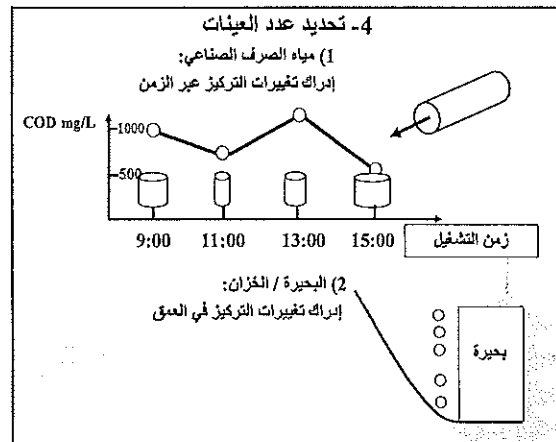 4- تحديد عدد العينات
1) مياه الصرف الصناعي:
إدراك تغييرات التركيز عبر الزمن
COD mg/L
1000
500
9:00 11:00 13:00 15:00
زمن التشغيل
2) البحيرة / الخزان:
إدراك تغييرات التركيز في العمق
بحيرة